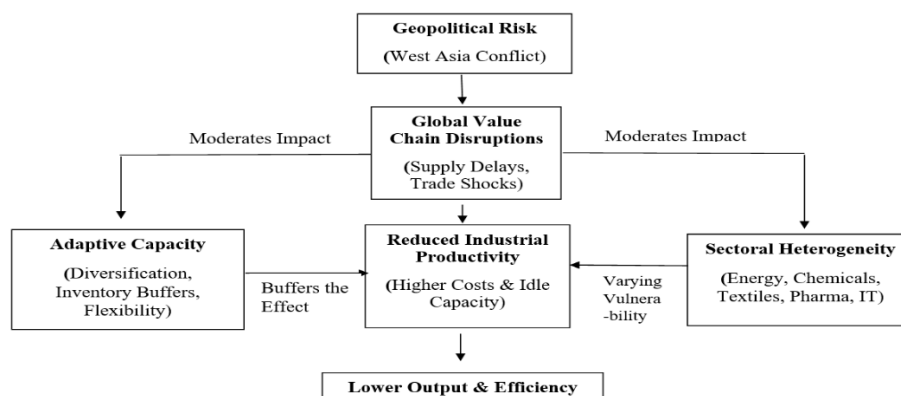 Geopolitical Risk
(West Asia Conflict)
Global Value
Chain Disruptions
(Supply Delays,
Trade Shocks)
Moderates Impact
Moderates Impact
Adaptive Capacity
(Diversification,
Inventory Buffers,
Flexibility)
Buffers the
Effect
Reduced Industrial
Productivity
(Higher Costs & Idle
Capacity)
Varying
Vulnera
-bility
Sectoral Heterogeneity
(Energy, Chemicals,
Textiles, Pharma, IT)
Lower Output & Efficiency